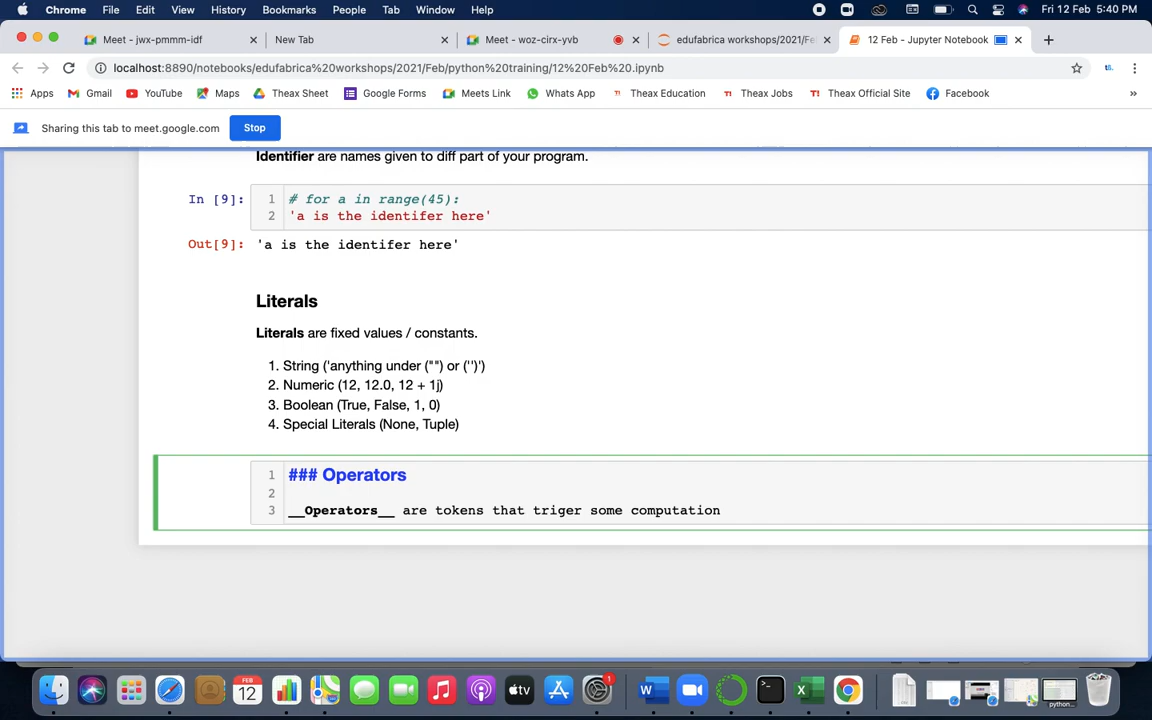 Chrome File Edit View History Bookmarks People Tab Window Help Fri 12 Feb 5:40 PM
Meet - jwx-pmmm-idf New Tab Meet - woz-cirx-yvb edufabrica workshops/2021/Fe 12 Feb - Jupyter Notebook
localhost:8890/notebooks/edufabrica%20workshops/2021/Feb/python%20training/12%20Feb%20.ipynb
Apps Gmail YouTube Maps Theax Sheet Google Forms Meets Link Whats App Theax Education Theax Jobs Theax Official Site Facebook »
Sharing this tab to meet.google.com Stop
Identifier are names given to diff part of your program.
In [9]: 1 # for a in range(45):
2 'a is the identifer here'
Out[9]: 'a is the identifer here'
Literals
Literals are fixed values / constants.
1. String ('anything under ("") or ('')')
2. Numeric (12, 12.0, 12 + 1j)
3. Boolean (True, False, 1, 0)
4. Special Literals (None, Tuple)
1 ### Operators
2
3 __Operators__ are tokens that triger some computation
FEB
12
tv
1
python...